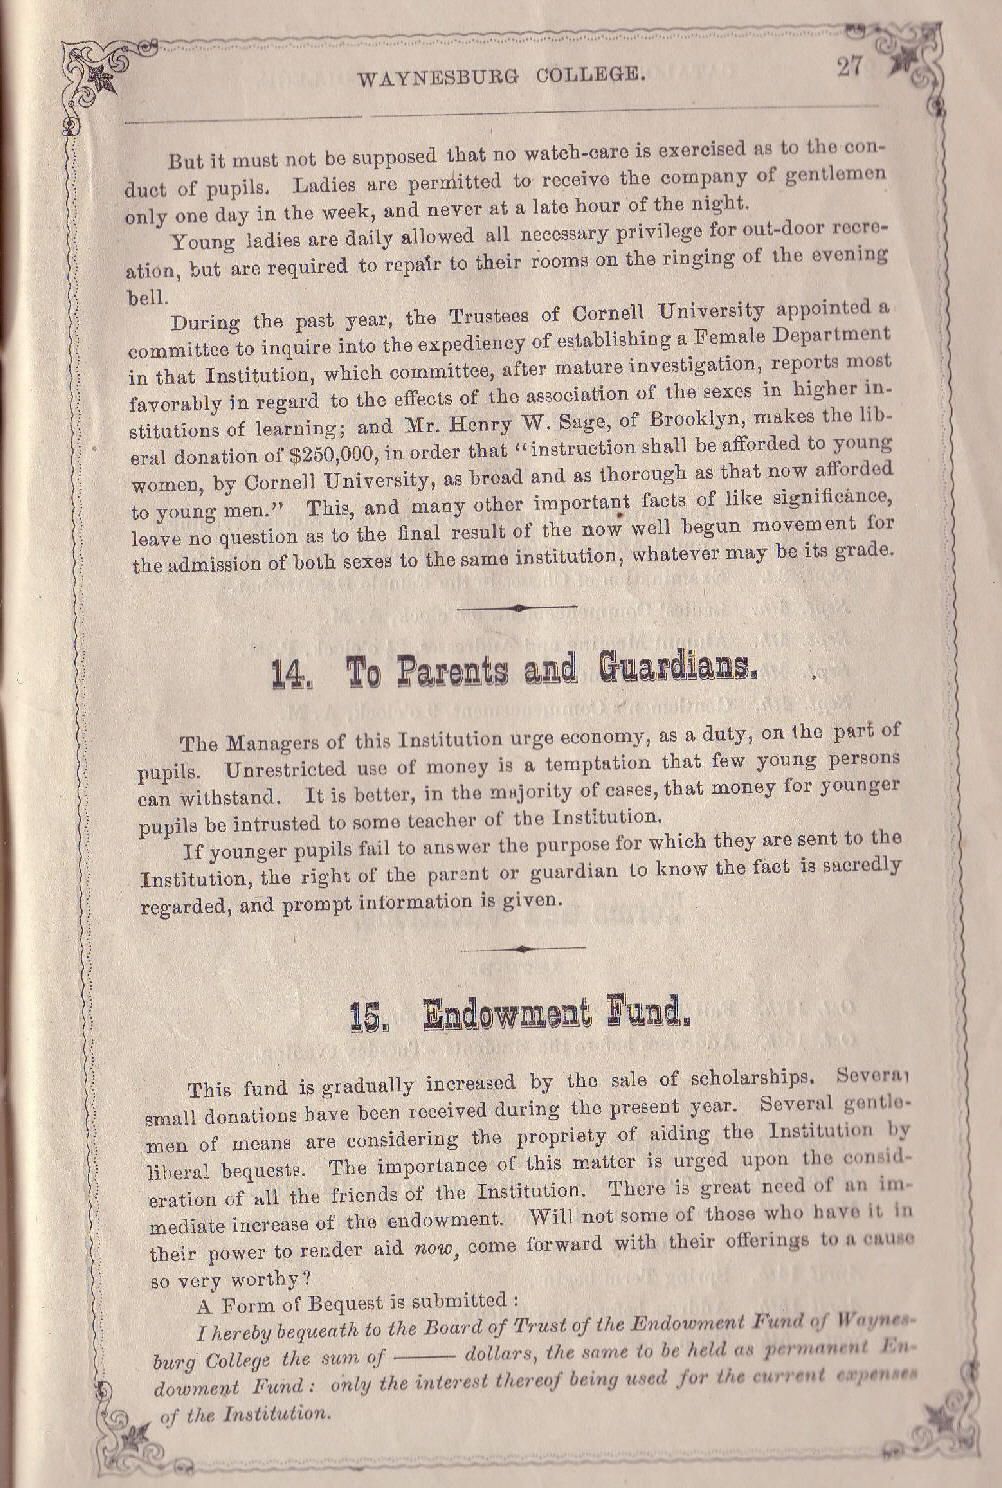 WAYNESBURG COLLEGE. 27
But it must not be supposed that no watch-care is exercised as to the con-
duct of pupils. Ladies are permitted to receive the company of gentlemen
only one day in the week, and never at a late hour of the night.
Young ladies are daily allowed all necessary privilege for out-door recre-
ation, but are required to repair to their rooms on the ringing of the evening
bell.
During the past year, the Trustees of Cornell University appointed a
committee to inquire into the expediency of establishing a Female Department
in that Institution, which committee, after mature investigation, reports most
favorably in regard to the effects of the association of the sexes in higher in-
stitutions of learning; and Mr. Henry W. Sage, of Brooklyn, makes the lib-
eral donation of $250,000, in order that "instruction shall be afforded to young
women, by Cornell University, as broad and as thorough as that now afforded
to young men." This, and many other important facts of like significance,
leave no question as to the final result of the now well begun movement for
the admission of both sexes to the same institution, whatever may be its grade.
14. To Parents and Guardians.
The Managers of this Institution urge economy, as a duty, on the part of
pupils. Unrestricted use of money is a temptation that few young persons
can withstand. It is better, in the majority of cases, that money for younger
pupils be intrusted to some teacher of the Institution.
If younger pupils fail to answer the purpose for which they are sent to the
Institution, the right of the parent or guardian to know the fact is sacredly
regarded, and prompt information is given.
15. Endowment Fund.
This fund is gradually increased by the sale of scholarships. Several
small donations have been received during the present year. Several gentle-
men of means are considering the propriety of aiding the Institution by
liberal bequests. The importance of this matter is urged upon the consid-
eration of all the friends of the Institution. There is great need of an im-
mediate increase of the endowment. Will not some of those who have it in
their power to render aid now, come forward with their offerings to a cause
so very worthy?
A Form of Bequest is submitted:
I hereby bequeath to the Board of Trust of the Endowment Fund of Waynes-
burg College the sum of —— dollars, the same to be held as permanent En-
dowment Fund: only the interest thereof being used for the current expenses
of the Institution.